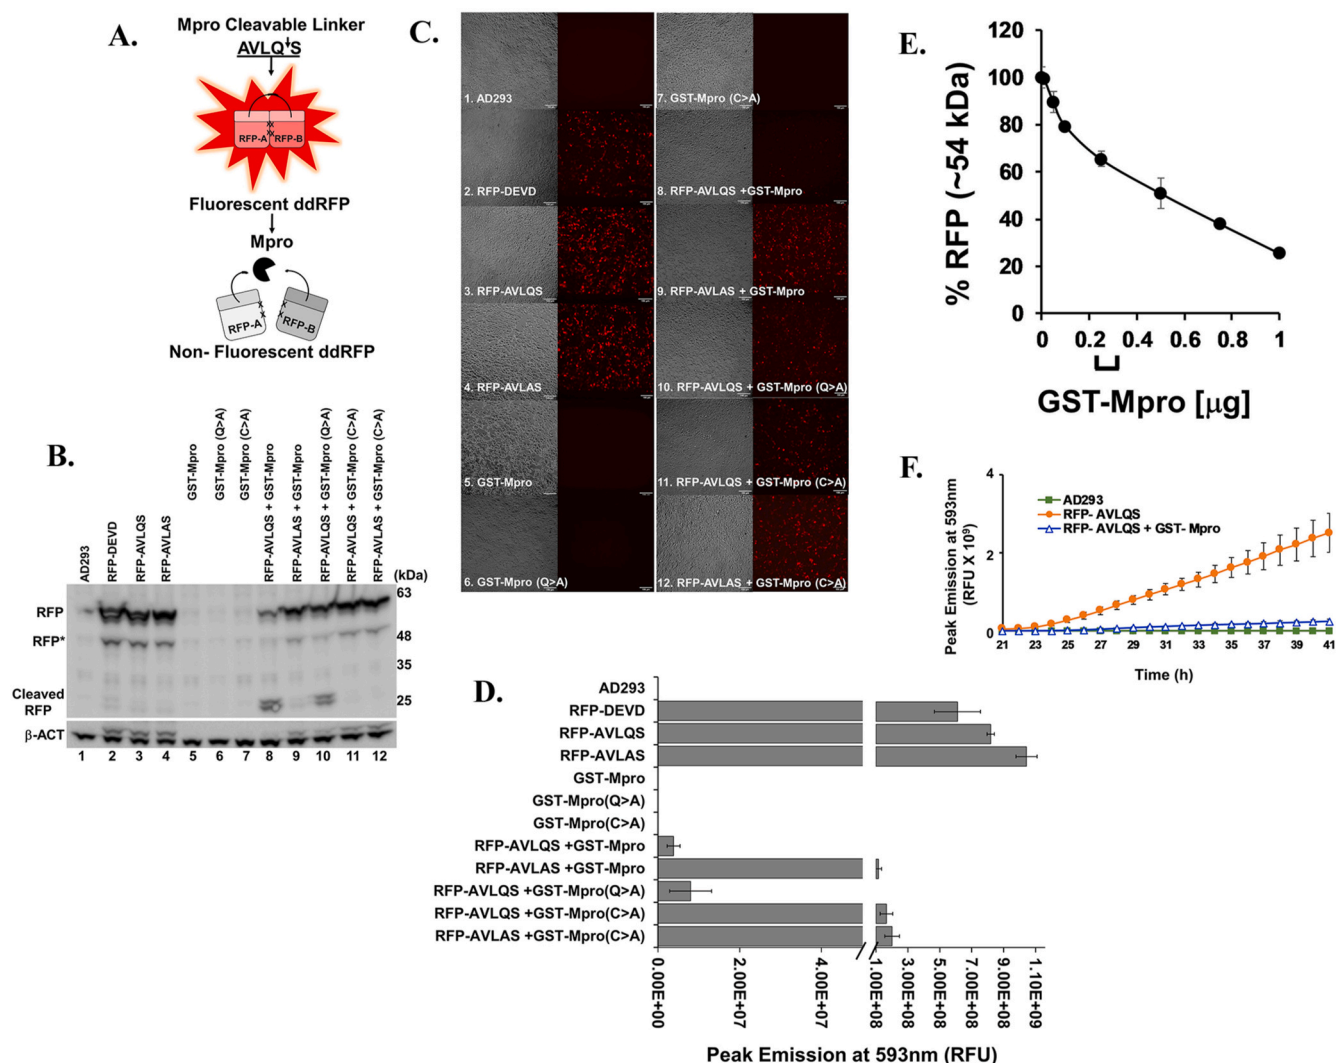 A.
Mpro Cleavable Linker
AVLQ S
RFP-A
RFP-B
Fluorescent ddRFP
Mpro
RFP-A
RFP-B
Non- Fluorescent ddRFP
B.
AD293
RFP-DEVD
RFP-AVLQS
RFP-AVLAS
GST-Mpro
GST-Mpro (Q>A)
GST-Mpro (C>A)
RFP-AVLQS + GST-Mpro
RFP-AVLAS + GST-Mpro
RFP-AVLQS + GST-Mpro (Q>A)
RFP-AVLQS + GST-Mpro (C>A)
RFP-AVLAS + GST-Mpro (C>A)
(kDa)
63
48
35
25
RFP
RFP*
Cleaved
RFP
β-ACT
1 2 3 4 5 6 7 8 9 10 11 12
C.
1. AD293
2. RFP-DEVD
3. RFP-AVLQS
4. RFP-AVLAS
5. GST-Mpro
6. GST-Mpro (Q>A)
7. GST-Mpro (C>A)
8. RFP-AVLQS +GST-Mpro
9. RFP-AVLAS + GST-Mpro
10. RFP-AVLQS + GST-Mpro (Q>A)
11. RFP-AVLQS + GST-Mpro (C>A)
12. RFP-AVLAS + GST-Mpro (C>A)
D.
AD293
RFP-DEVD
RFP-AVLQS
RFP-AVLAS
GST-Mpro
GST-Mpro(Q>A)
GST-Mpro(C>A)
RFP-AVLQS +GST-Mpro
RFP-AVLAS +GST-Mpro
RFP-AVLQS +GST-Mpro(Q>A)
RFP-AVLQS +GST-Mpro(C>A)
RFP-AVLAS +GST-Mpro(C>A)
0.00E+00
2.00E+07
4.00E+07
1.00E+08
3.00E+08
5.00E+08
7.00E+08
9.00E+08
1.10E+09
Peak Emission at 593nm (RFU)
E.
% RFP (~54 kDa)
120
100
80
60
40
20
0
0 0.2 0.4 0.6 0.8 1
GST-Mpro [µg]
F.
Peak Emission at 593nm
(RFU X 10⁹)
4
2
0
AD293
RFP- AVLQS
RFP- AVLQS + GST- Mpro
21 23 25 27 29 31 33 35 37 39 41
Time (h)